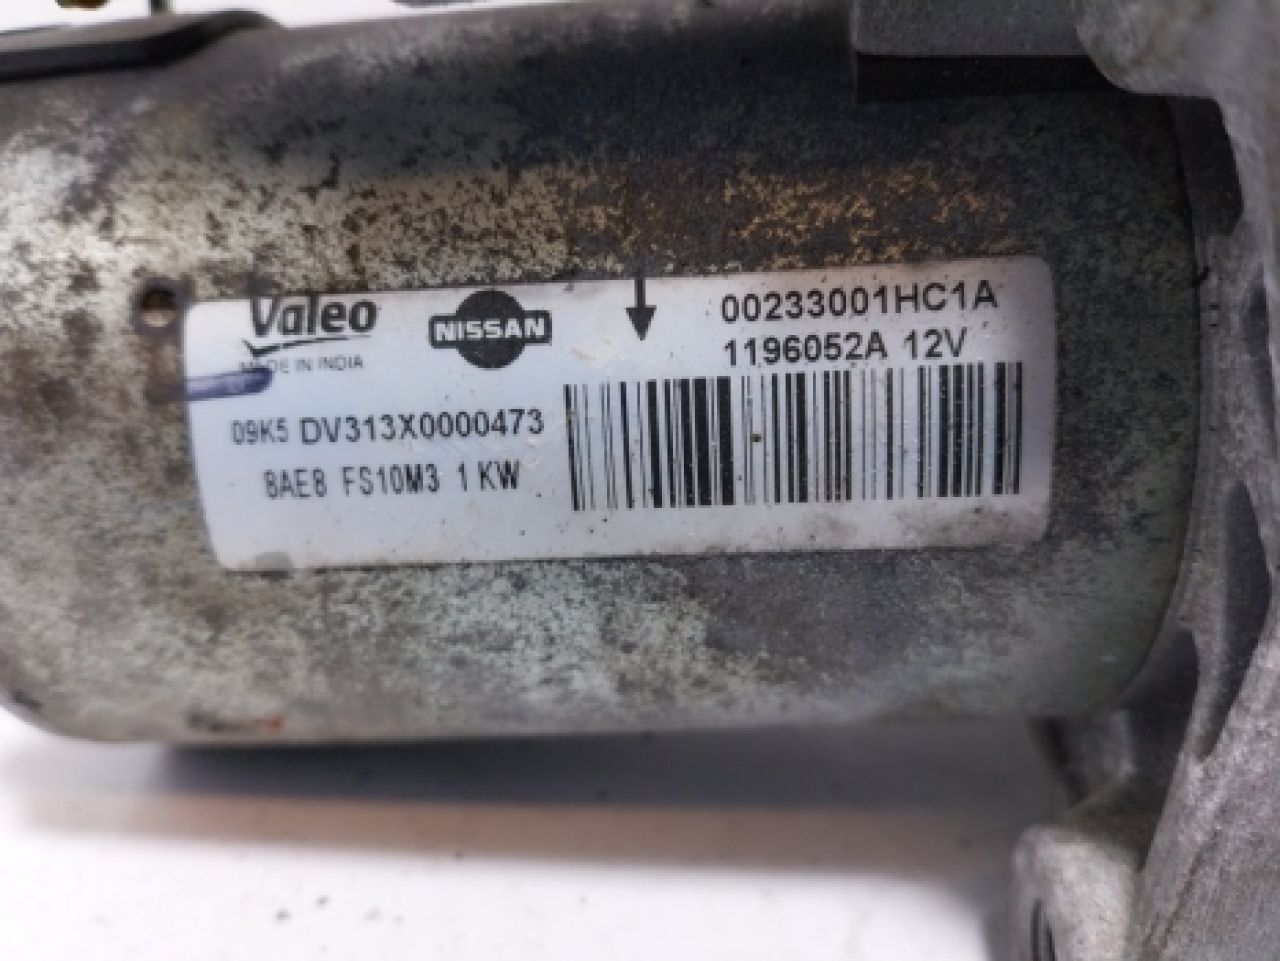 Valeo
MADE IN INDIA
NISSAN
00233001HC1A
1196052A 12V
09K5 DV313X0000473
8AE8 FS10M3 1 KW